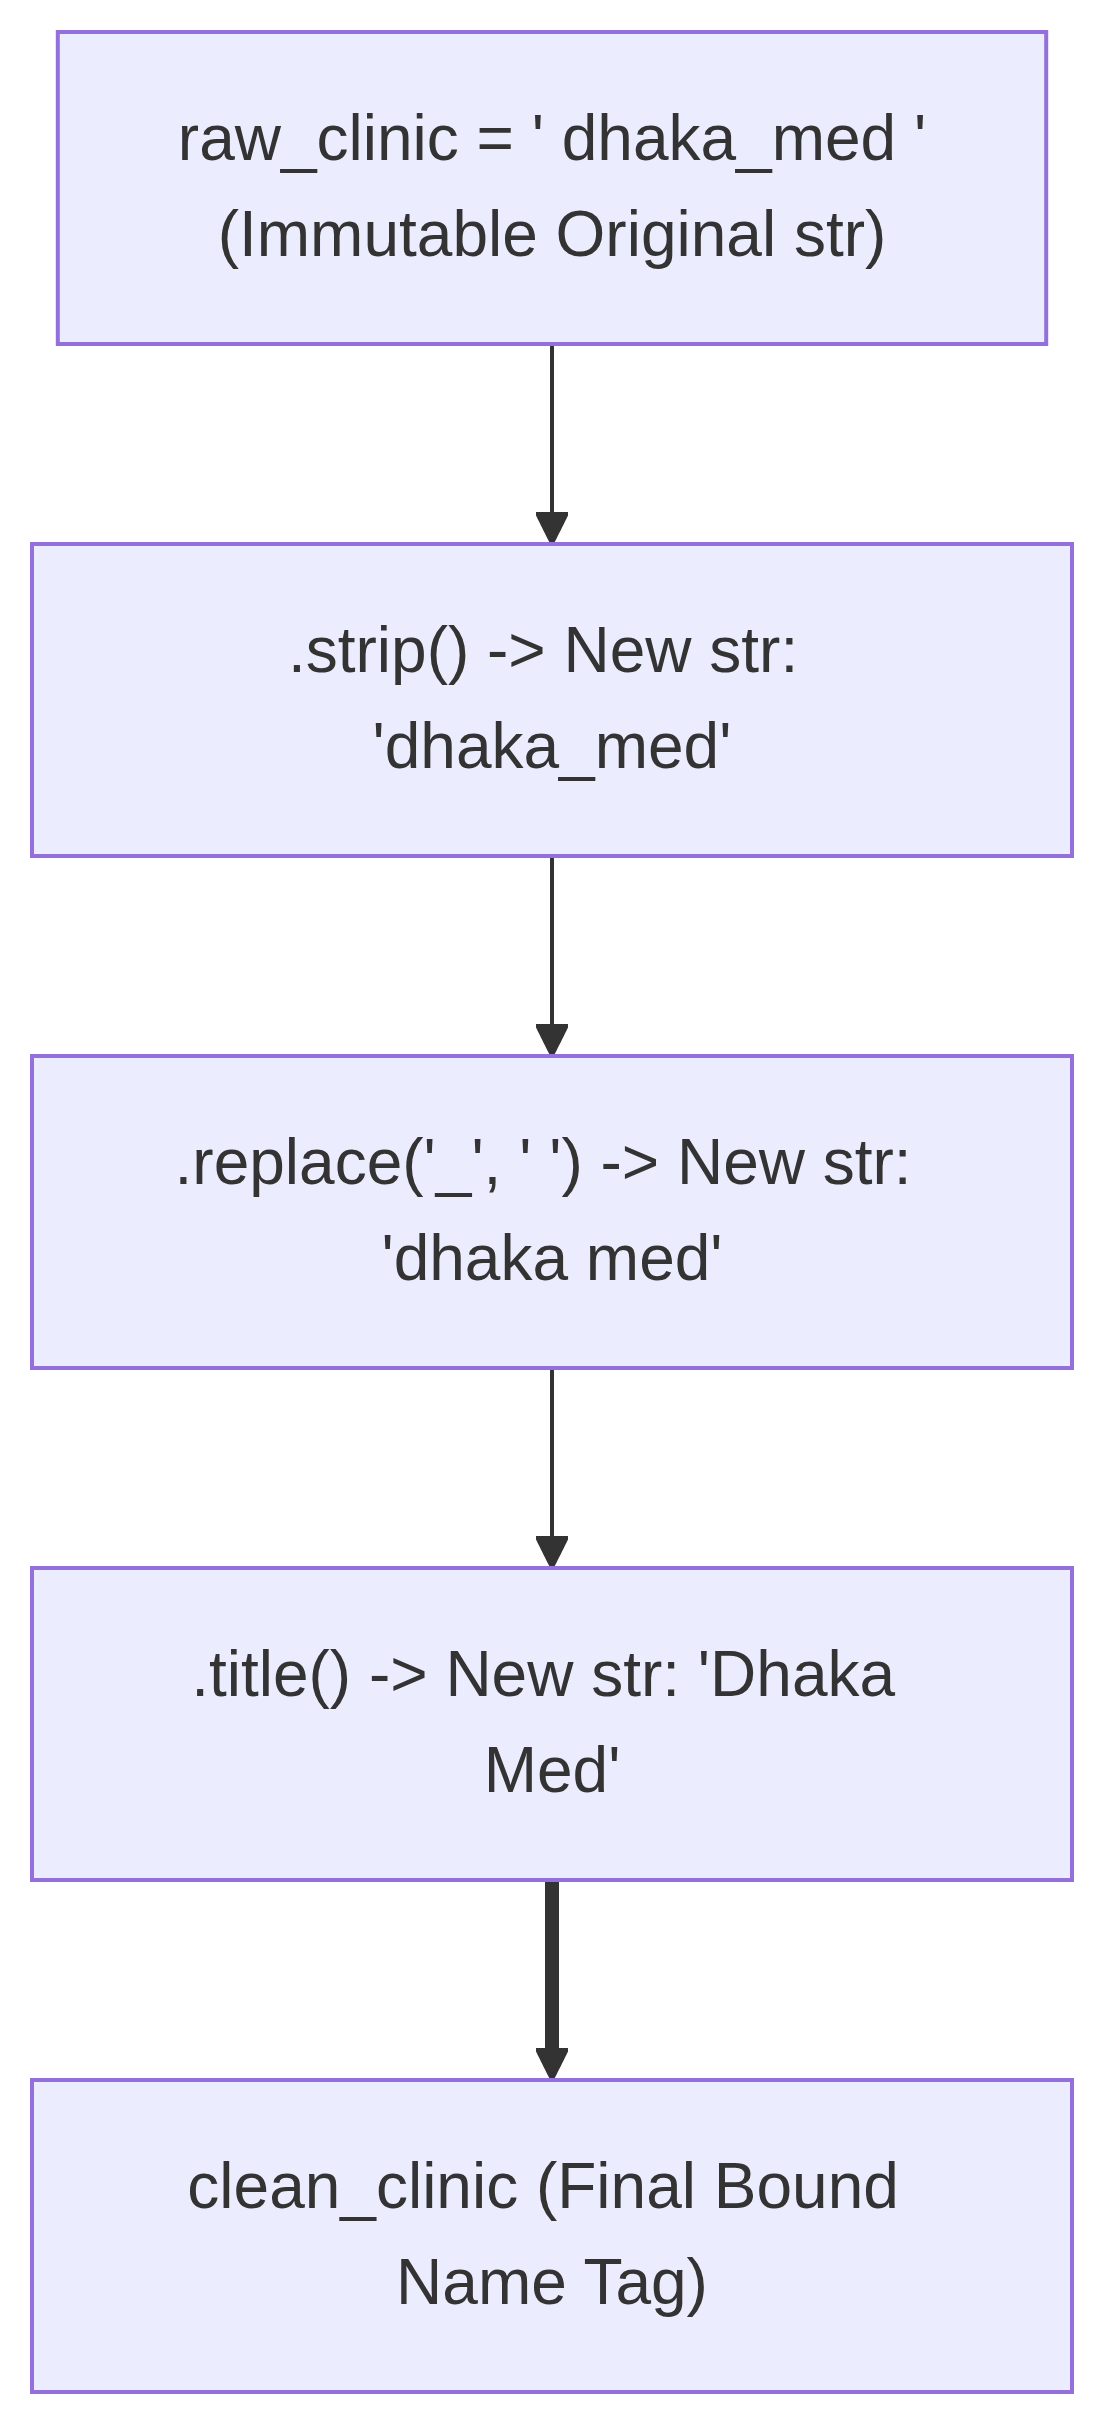 raw_clinic = ' dhaka_med '
(Immutable Original str)
.strip() -> New str:
'dhaka_med'
.replace('_', ' ') -> New str:
'dhaka med'
.title() -> New str: 'Dhaka
Med'
clean_clinic (Final Bound
Name Tag)